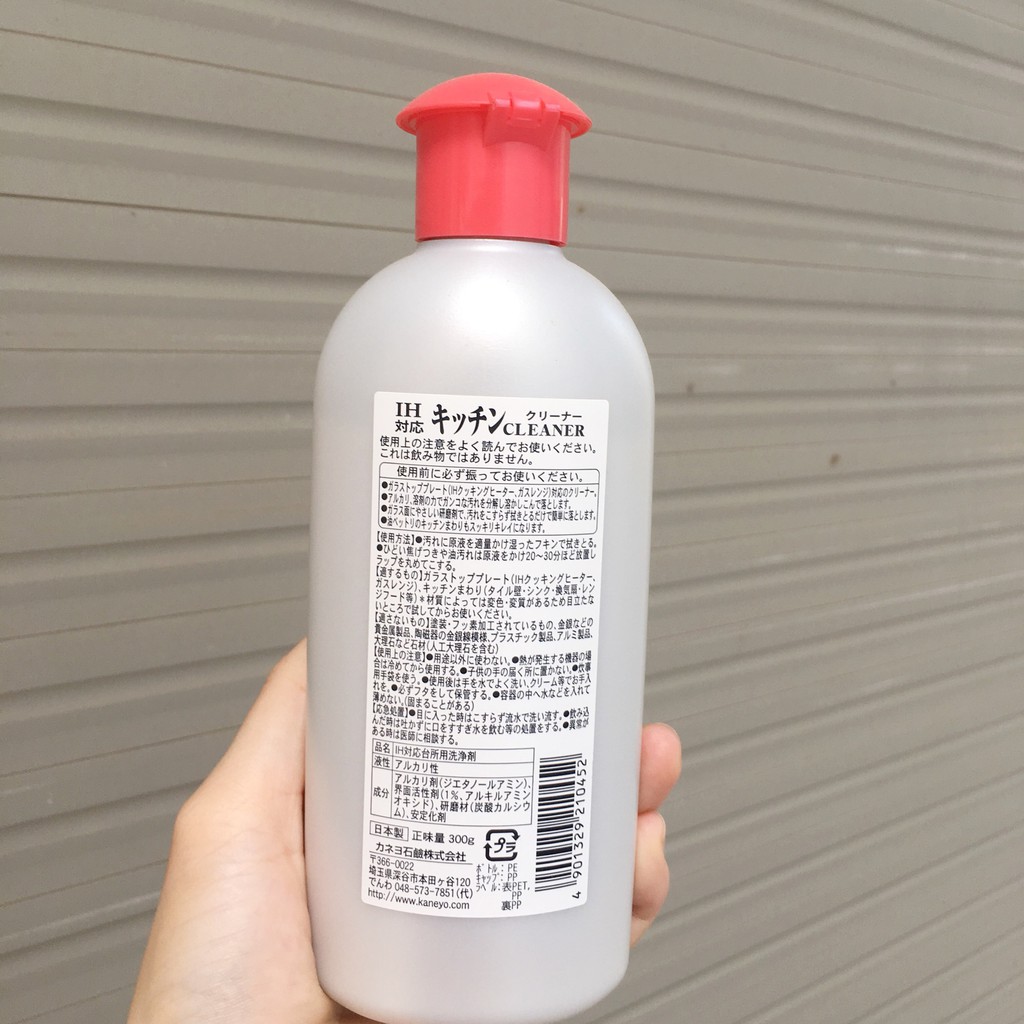 IH対応 キッチン クリーナー CLEANER
使用上の注意をよく読んでお使いください。
これは飲み物ではありません。
使用前に必ず振ってお使いください。
●ガラストッププレート(IHクッキングヒーター、ガスレンジ)対応のクリーナー。
●アルカリ、溶剤の力でガンコな汚れを分解し溶かしこんで落とします。
●ガラス面にやさしい研磨剤で、汚れをこすらず拭きとるだけで簡単に落とします。
●油ベットリのキッチンまわりもスッキリキレイになります。
【使用方法】●汚れに原液を適量かけ湿ったフキンで拭きとる。
●ひどい焦げつきや油汚れは原液をかけ20〜30分ほど放置し
ラップを丸めてこする。
【適するもの】ガラストッププレート(IHクッキングヒーター、
ガスレンジ)、キッチンまわり(タイル壁・シンク・換気扇・レン
ジフード等)＊材質によっては変色・変質があるため目立たな
いところで試してからお使いください。
【適さないもの】塗装・フッ素加工されているもの、金銀などの
貴金属製品、陶磁器の金銀線模様、プラスチック製品、アルミ製品、
大理石など石材(人工大理石を含む)
【使用上の注意】●用途以外に使わない。●熱が発生する機器の場
合は冷めてから使用する。●子供の手の届く所に置かない。●炊事
用手袋を使う。●使用後は手を水でよく洗い、クリーム等でお手入
れを。●必ずフタをして保管する。●容器の中へ水などを入れて
薄めない。(固まることがある)
【応急処置】●目に入った時はこすらず流水で洗い流す。●飲み込
んだ時は吐かずに口をすすぎ水を飲む等の処置をする。●異常が
ある時は医師に相談する。
品名 IH対応台所用洗浄剤
液性 アルカリ性
成分 アルカリ剤(ジエタノールアミン)、
界面活性剤(1%、アルキルアミン
オキシド)、研磨材(炭酸カルシウ
ム)、安定化剤
日本製 正味量 300g
カネヨ石鹸株式会社
〒366-0022
埼玉県深谷市本田ヶ谷120
でんわ 048-573-7851(代)
http://www.kaneyo.com
プラ
ボトル：PE
キャップ：PP
ラベル：表PET,
PP
裏PP
4 901329 210452